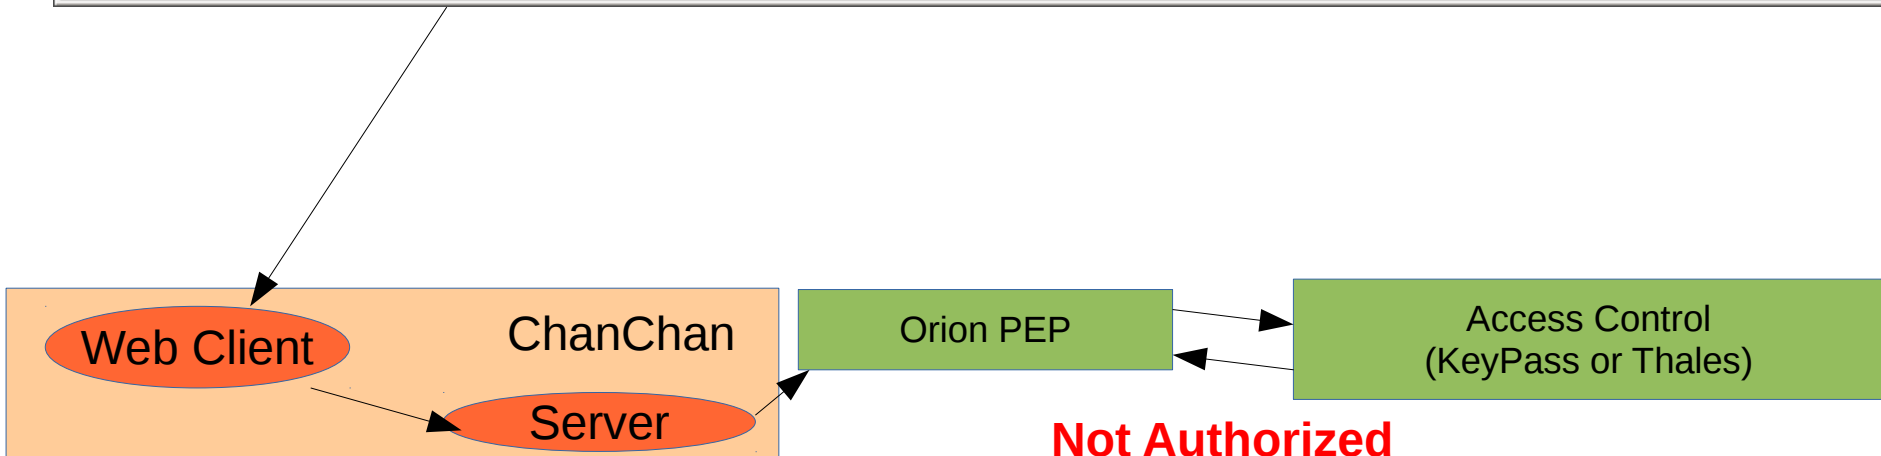 Web Client
ChanChan
Server
Orion PEP
Access Control
(KeyPass or Thales)
Not Authorized